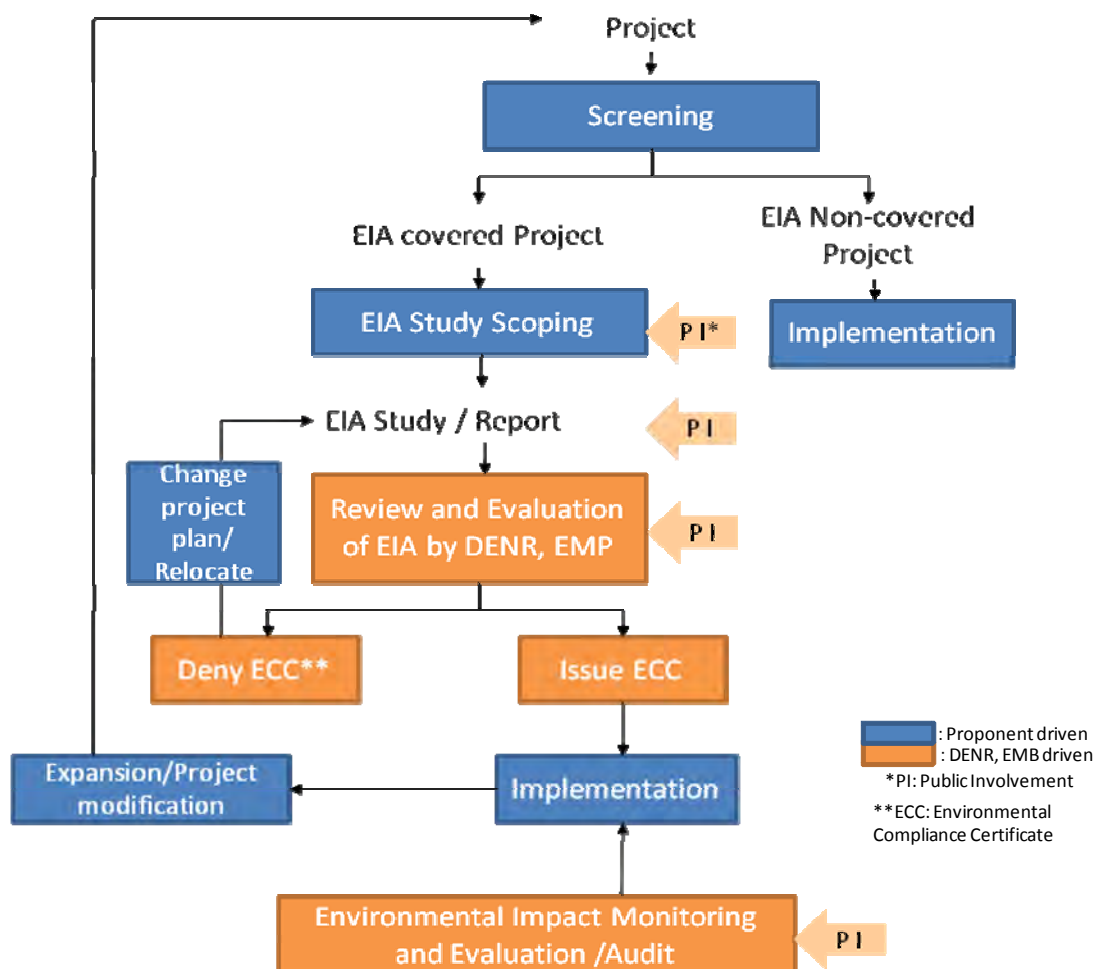 Project
Screening
EIA covered Project
EIA Non-covered
Project
EIA Study Scoping
P I*
Implementation
EIA Study / Report
P I
Change
project
plan/
Relocate
Review and Evaluation
of EIA by DENR, EMP
P I
Deny ECC**
Issue ECC
: Proponent driven
: DENR, EMB driven
*PI: Public Involvement
**ECC: Environmental
Compliance Certificate
Expansion/Project
modification
Implementation
Environmental Impact Monitoring
and Evaluation /Audit
P I